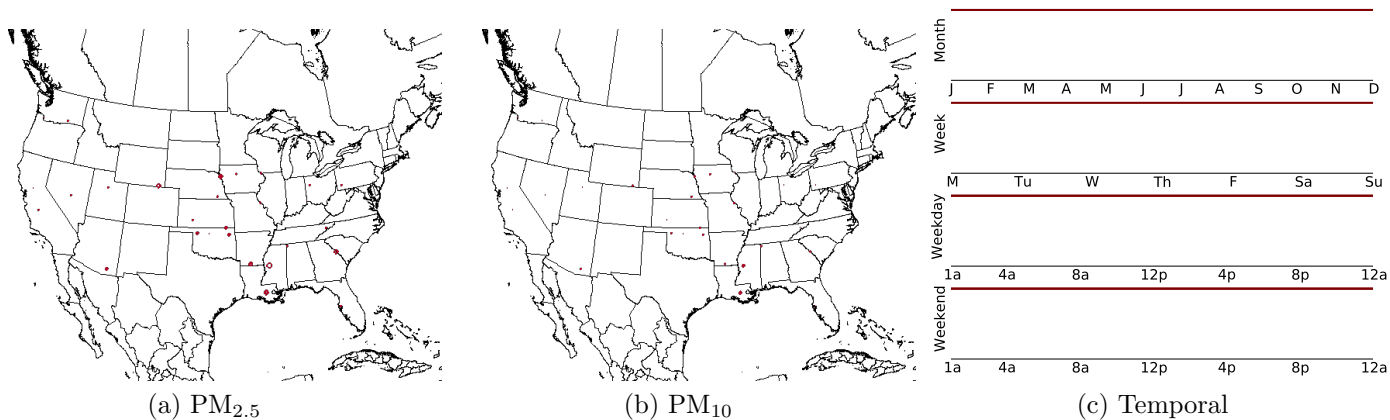 Month
J F M A M J J A S O N D
Week
M Tu W Th F Sa Su
Weekday
1a 4a 8a 12p 4p 8p 12a
Weekend
1a 4a 8a 12p 4p 8p 12a
(a) PM2.5
(b) PM10
(c) Temporal